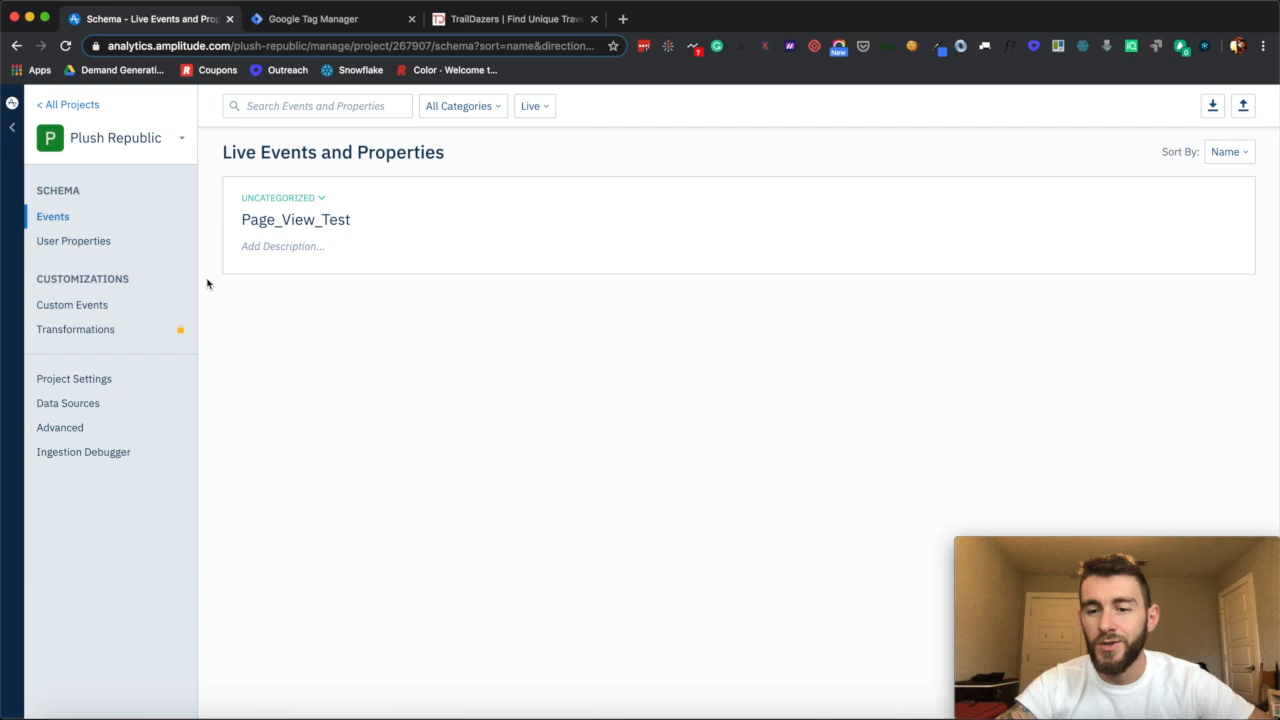 Schema - Live Events and Prop
Google Tag Manager
TD TrailDazers | Find Unique Trave
analytics.amplitude.com/plush-republic/manage/project/267907/schema?sort=name&direction...
Apps
Demand Generati...
Coupons
Outreach
Snowflake
Color · Welcome t...
< All Projects
P Plush Republic
SCHEMA
Events
User Properties
CUSTOMIZATIONS
Custom Events
Transformations
Project Settings
Data Sources
Advanced
Ingestion Debugger
Search Events and Properties
All Categories
Live
Live Events and Properties
Sort By: Name
UNCATEGORIZED
Page_View_Test
Add Description...
New